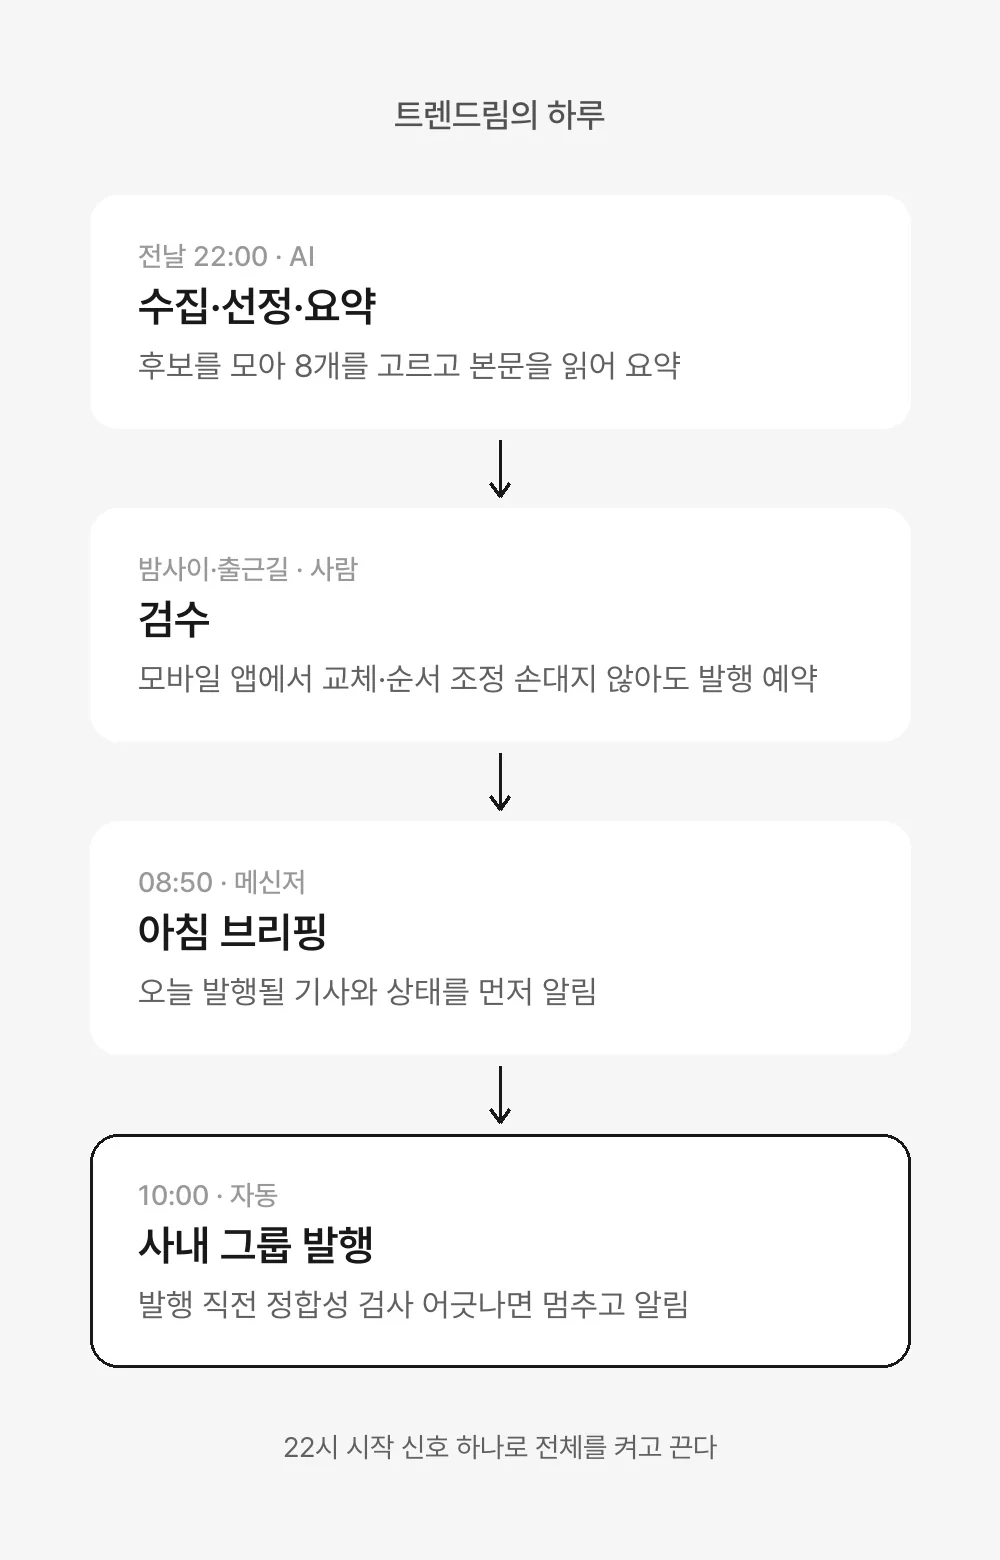 트렌드림의 하루
전날 22:00 · AI
수집·선정·요약
후보를 모아 8개를 고르고 본문을 읽어 요약
밤사이·출근길 · 사람
검수
모바일 앱에서 교체·순서 조정 손대지 않아도 발행 예약
08:50 · 메신저
아침 브리핑
오늘 발행될 기사와 상태를 먼저 알림
10:00 · 자동
사내 그룹 발행
발행 직전 정합성 검사 어긋나면 멈추고 알림
22시 시작 신호 하나로 전체를 켜고 끈다